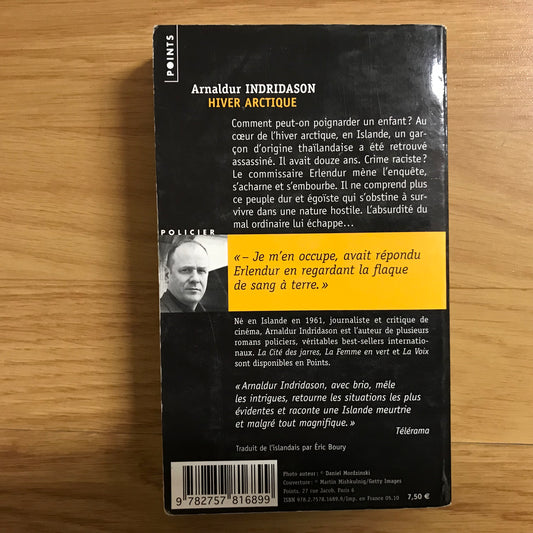 POINTS
Arnaldur INDRIDASON
HIVER ARCTIQUE
Comment peut-on poignarder un enfant ? Au
cœur de l'hiver arctique, en Islande, un gar-
çon d'origine thaïlandaise a été retrouvé
assassiné. Il avait douze ans. Crime raciste ?
Le commissaire Erlendur mène l'enquête,
s'acharne et s'embourbe. Il ne comprend plus
ce peuple dur et égoïste qui s'obstine à sur-
vivre dans une nature hostile. L'absurdité du
mal ordinaire lui échappe…
POLICIER
« – Je m'en occupe, avait répondu
Erlendur en regardant la flaque
de sang à terre. »
Né en Islande en 1961, journaliste et critique de
cinéma, Arnaldur Indridason est l'auteur de plusieurs
romans policiers, véritables best-sellers internatio-
naux. La Cité des jarres, La Femme en vert et La Voix
sont disponibles en Points.
« Arnaldur Indridason, avec brio, mêle
les intrigues, retourne les situations les plus
évidentes et raconte une Islande meurtrie
et malgré tout magnifique. »
Télérama
Traduit de l'islandais par Éric Boury
Photo auteur : © Daniel Mordzinski
Couverture : © Martin Mishkulnig/Getty Images
Points, 27 rue Jacob, Paris 6
ISBN 978.2.7578.1689.9/Imp. en France 05.10
7,50 €
9 782757 816899